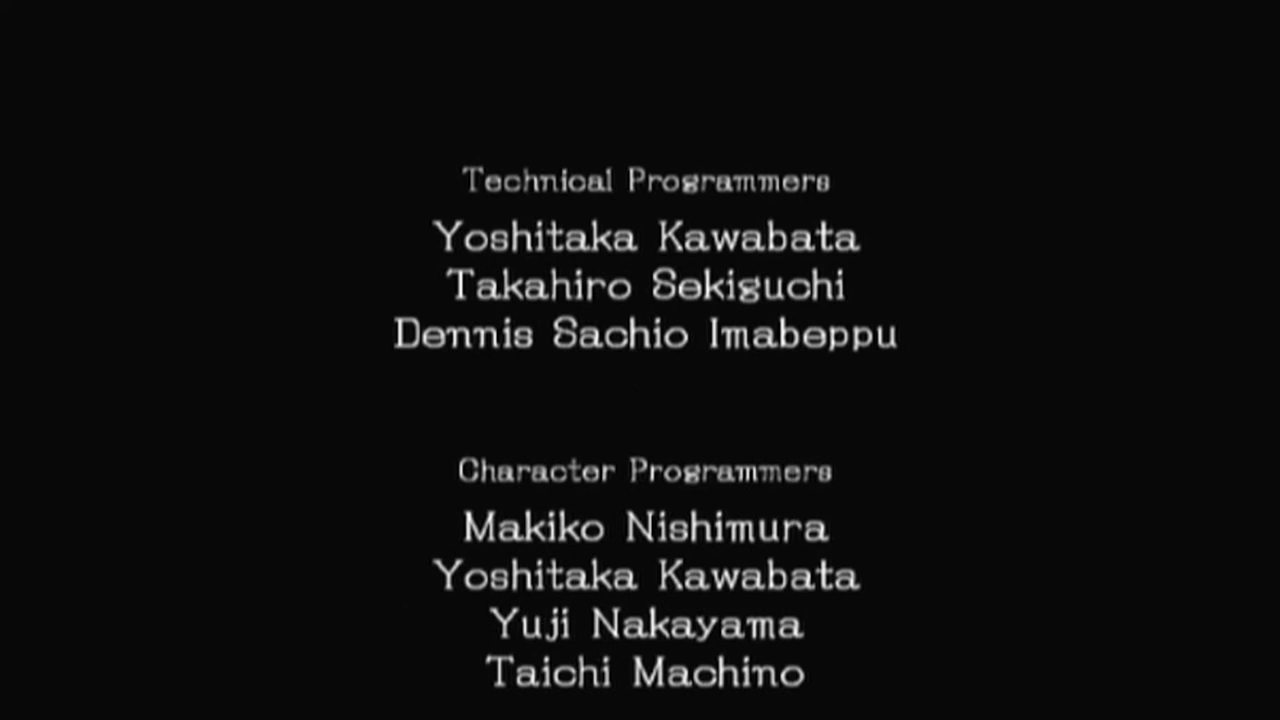 Technical Programmers
Yoshitaka Kawabata
Takahiro Sekiguchi
Dennis Sachio Imabeppu
Character Programmers
Makiko Nishimura
Yoshitaka Kawabata
Yuji Nakayama
Taichi Machino